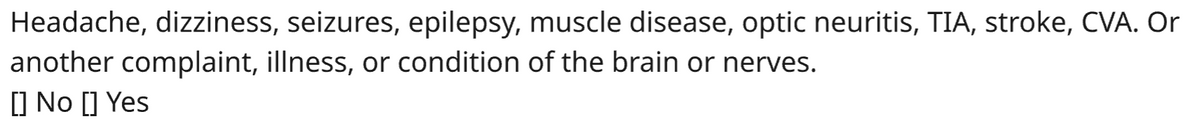 Headache, dizziness, seizures, epilepsy, muscle disease, optic neuritis, TIA, stroke, CVA. Or
another complaint, illness, or condition of the brain or nerves.
[] No [] Yes